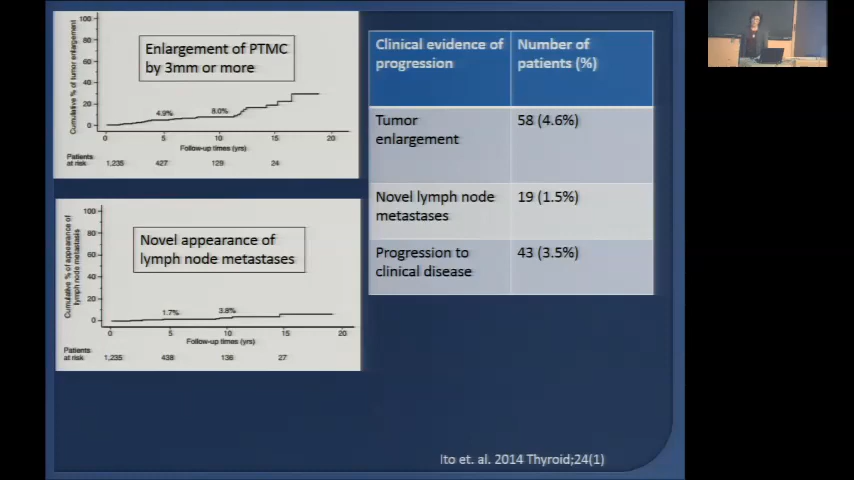 100
80
60
40
20
0
Cumulative % of tumor enlargement
Enlargement of PTMC
by 3mm or more
4.9%
8.0%
0 5 10 15 20
Follow-up times (yrs)
Patients
at risk 1,235 427 129 24
100
80
60
40
20
0
Cumulative % of appearance of
lymph node metastasis
Novel appearance of
lymph node metastases
1.7%
3.8%
0 5 10 15 20
Follow-up times (yrs)
Patients
at risk 1,235 438 136 27
Clinical evidence of
progression
Number of
patients (%)
Tumor
enlargement
58 (4.6%)
Novel lymph node
metastases
19 (1.5%)
Progression to
clinical disease
43 (3.5%)
Ito et. al. 2014 Thyroid;24(1)